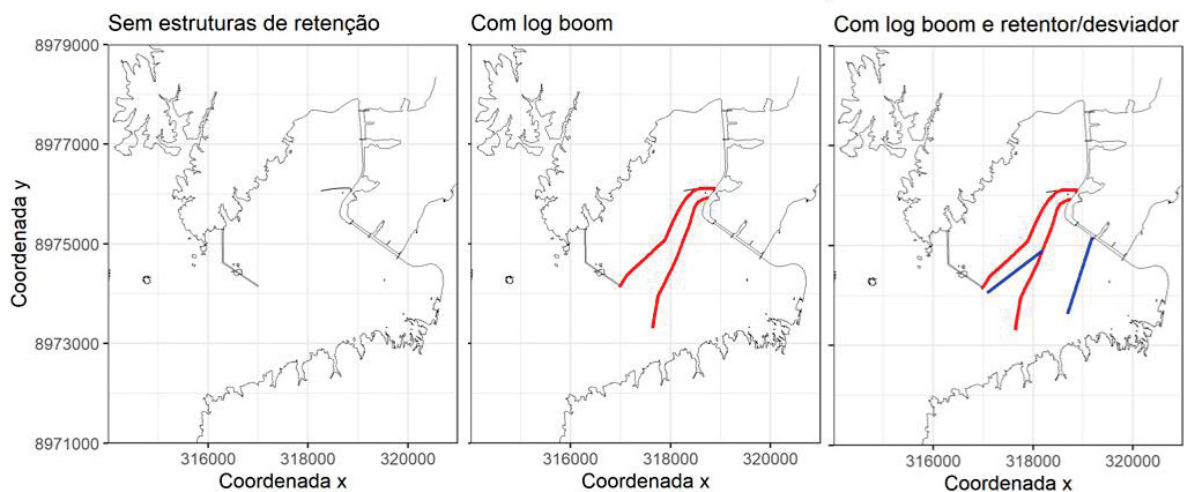 Sem estruturas de retenção
Com log boom
Com log boom e retentor/desviador
Coordenada y
8979000
8977000
8975000
8973000
8971000
316000 318000 320000
316000 318000 320000
316000 318000 320000
Coordenada x
Coordenada x
Coordenada x